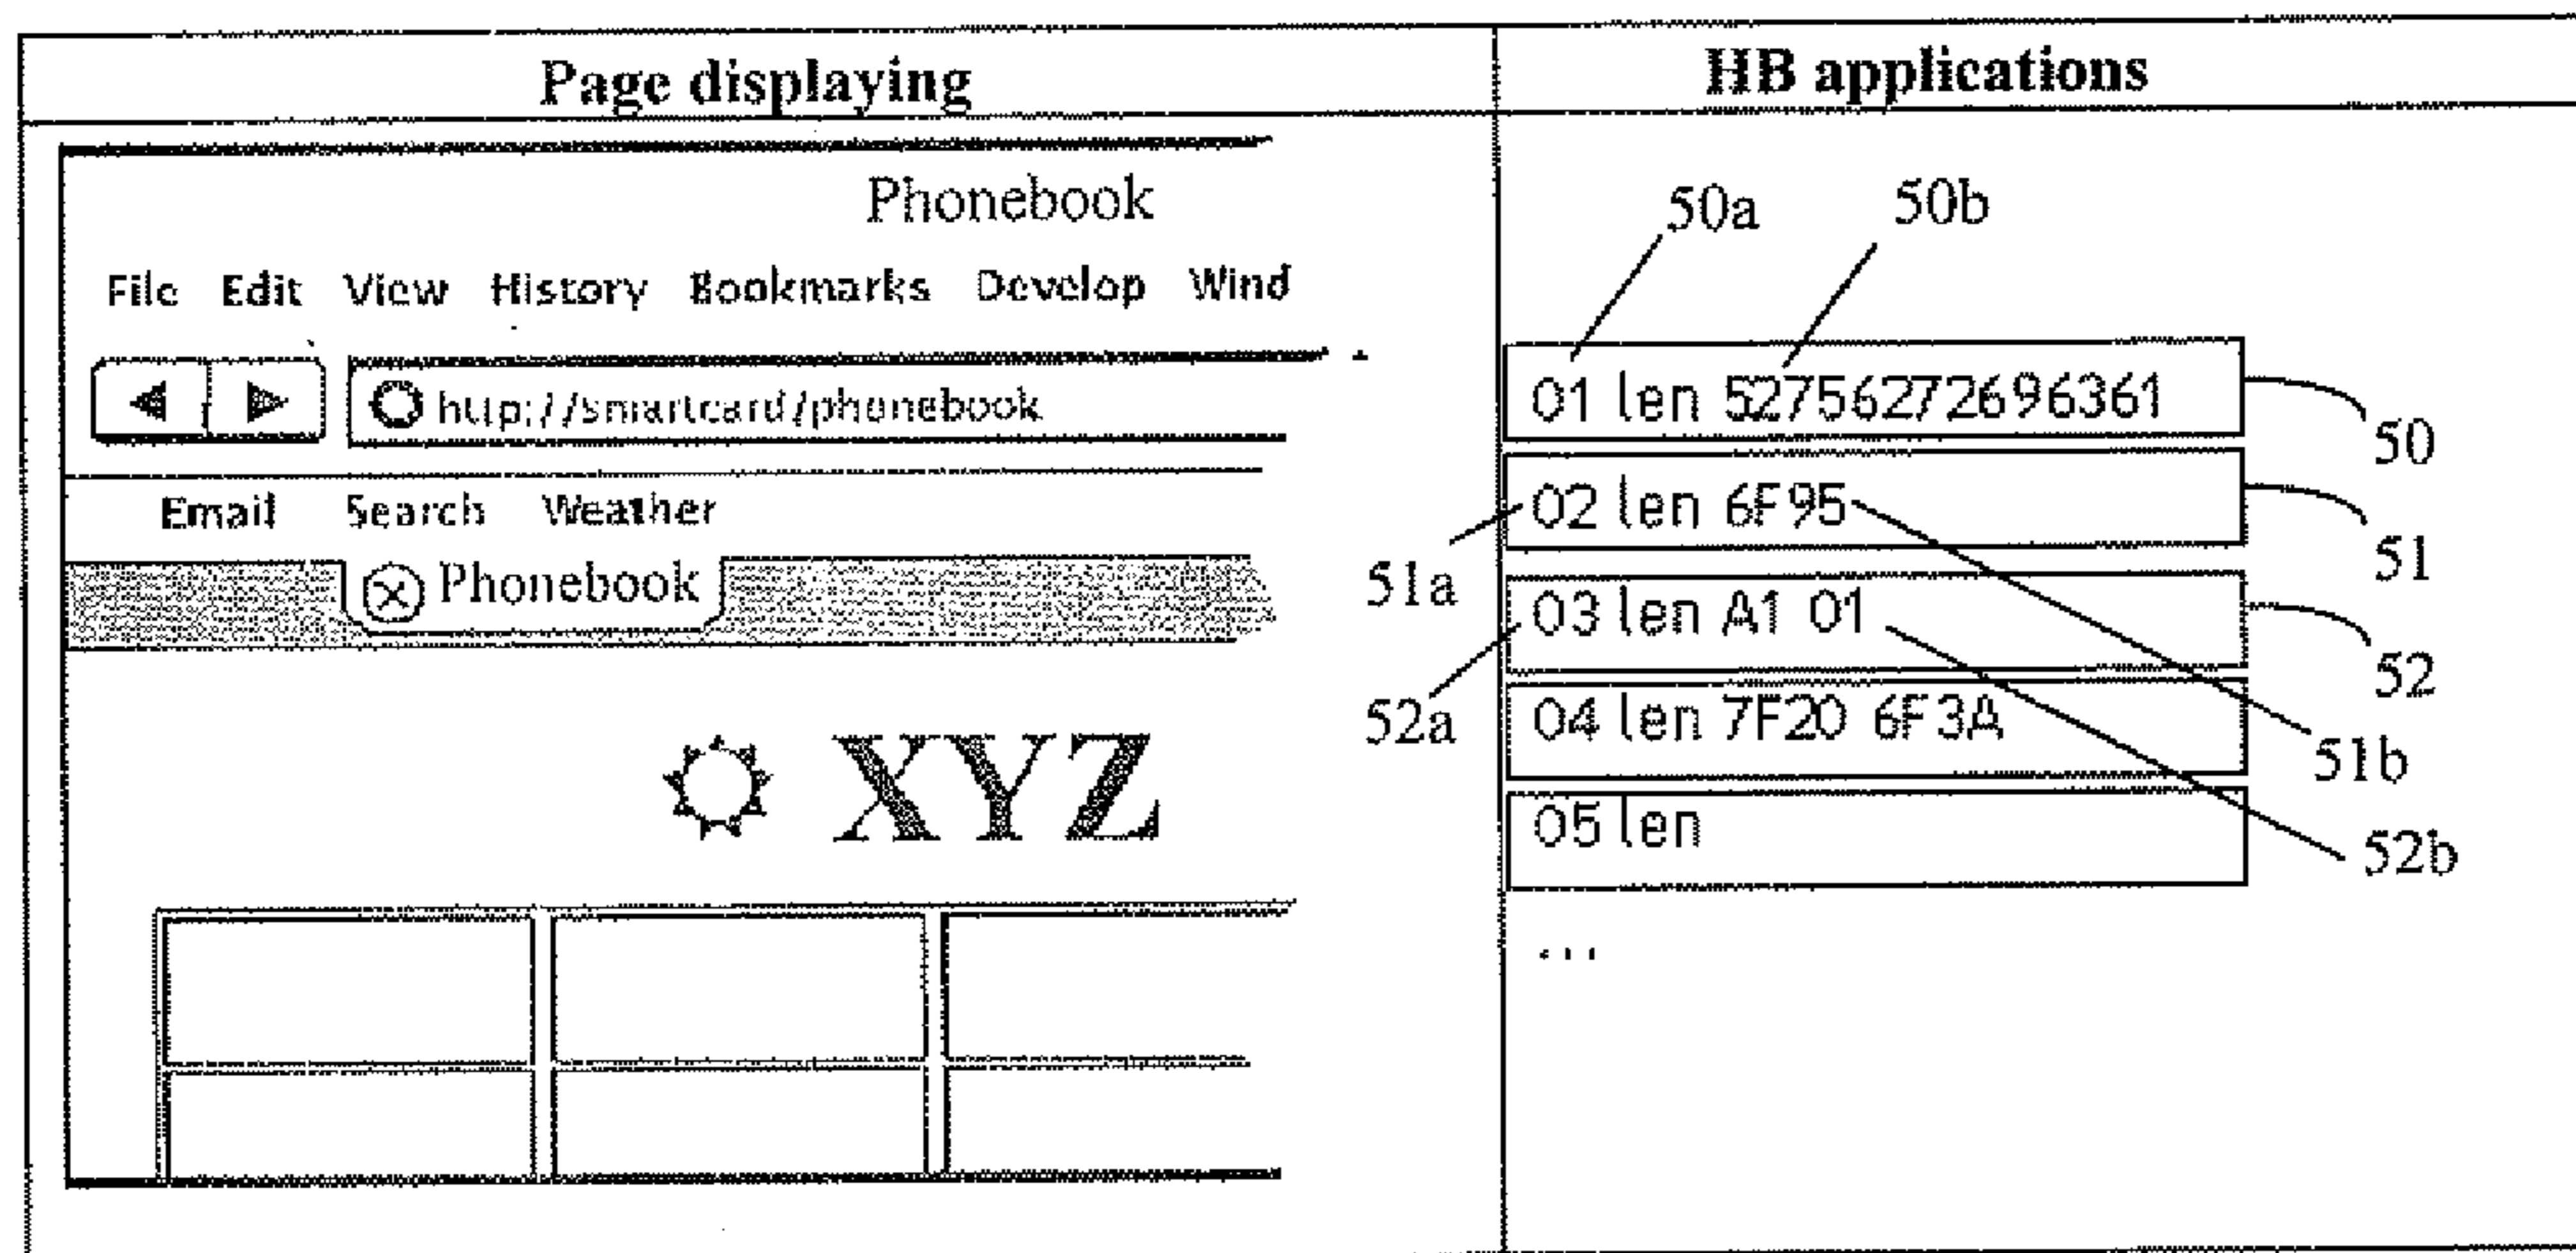 Page displaying
HB applications
Phonebook
File Edit View History Bookmarks Develop Wind
http://smartcard/phonebook
Email Search Weather
Phonebook
XYZ
50a 50b
01 len 52756272696361
50
02 len 6F95
51
51a
03 len A1 01
52
52a
04 len 7F20 6F3A
51b
05 len
52b
...